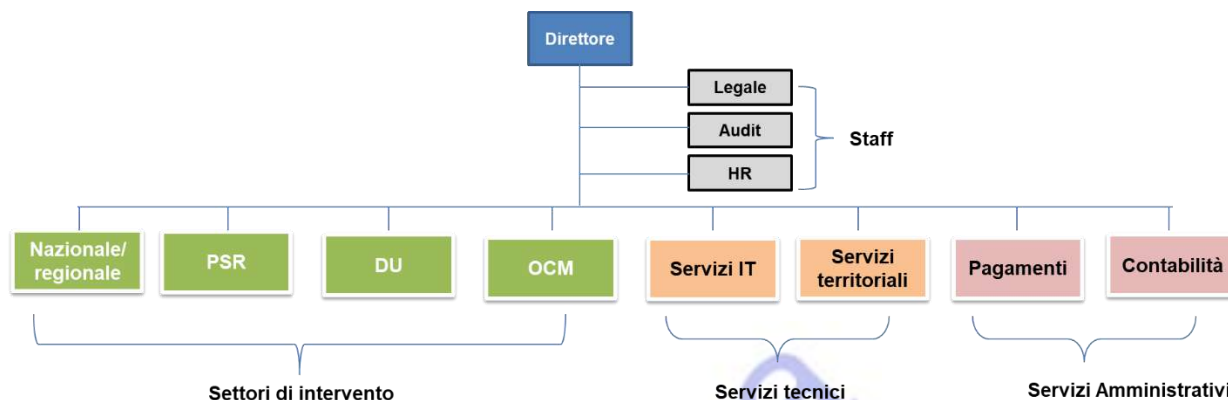 Direttore
Legale
Audit
HR
Staff
Nazionale/
regionale
PSR
DU
OCM
Servizi IT
Servizi
territoriali
Pagamenti
Contabilità
Settori di intervento
Servizi tecnici
Servizi Amministrativi